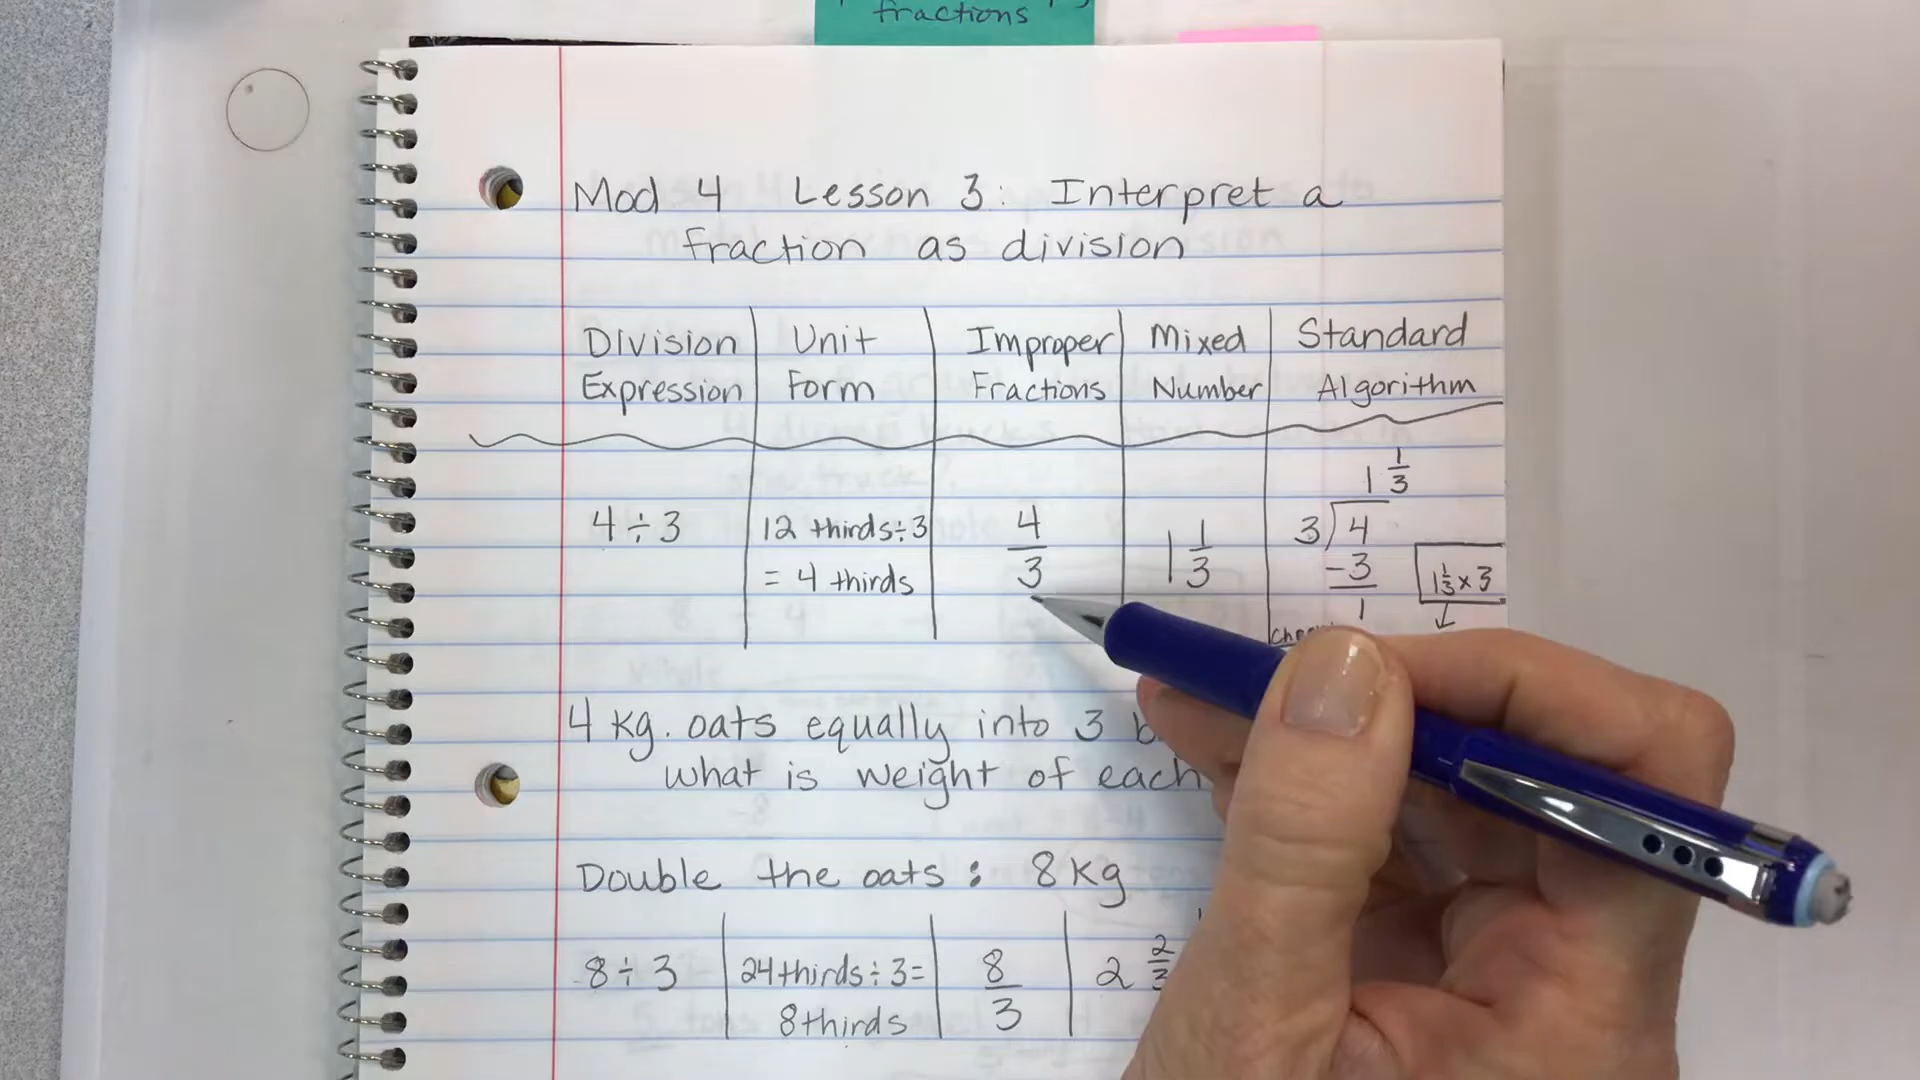 fractions
Mod 4 Lesson 3: Interpret a
fraction as division
Division Expression
Unit Form
Improper Fractions
Mixed Number
Standard Algorithm
4 ÷ 3
12 thirds ÷ 3
= 4 thirds
4/3
1 1/3
1 1/3
3 4
-3
1
1 1/3 x 3
4 kg. oats equally into 3
what is weight of each
Double the oats : 8 kg
8 ÷ 3
24 thirds ÷ 3 =
8 thirds
8/3
2 2/3